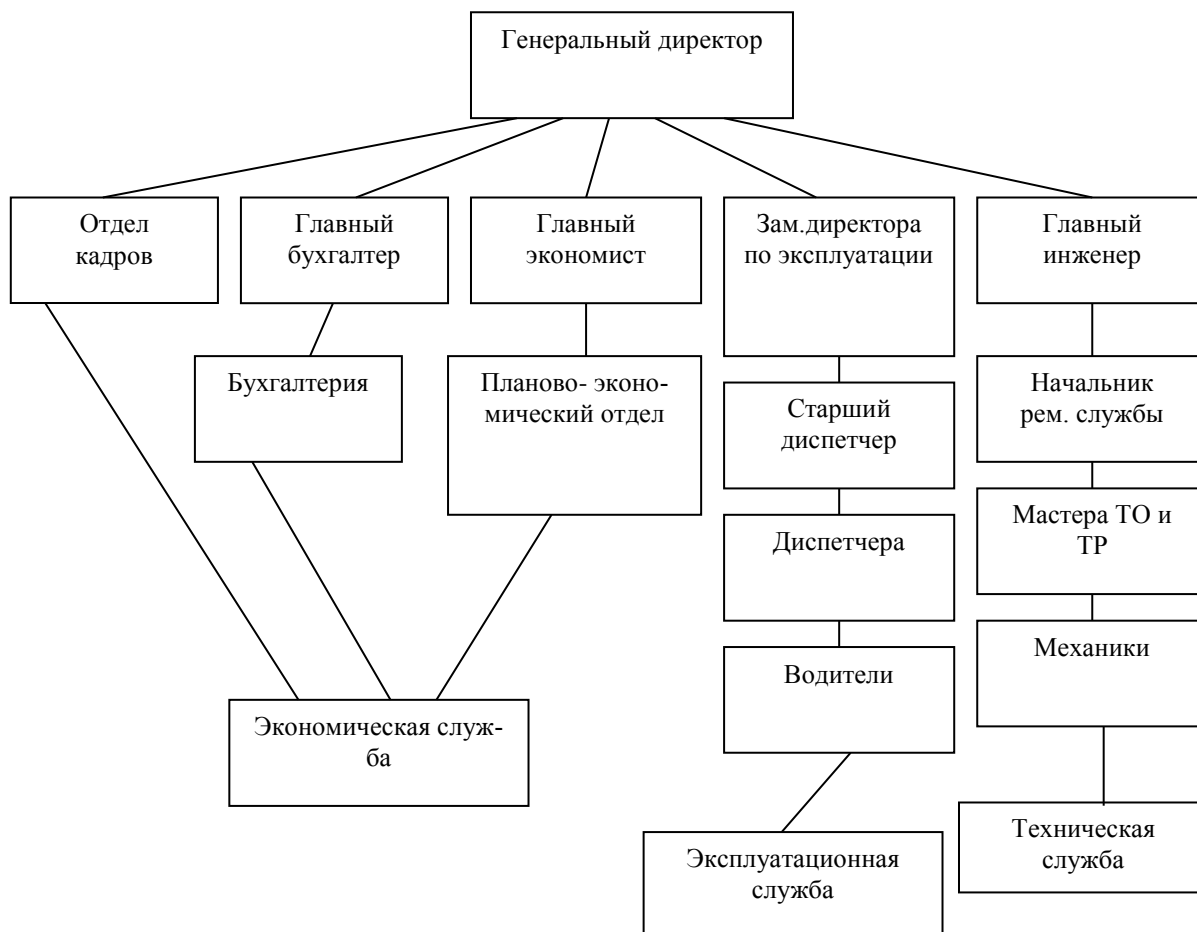 Генеральный директор
Отдел
кадров
Главный
бухгалтер
Главный
экономист
Зам.директора
по эксплуатации
Главный
инженер
Бухгалтерия
Планово- эконо-
мический отдел
Старший
диспетчер
Начальник
рем. службы
Диспетчера
Мастера ТО и
ТР
Водители
Механики
Экономическая служ-
ба
Эксплуатационная
служба
Техническая
служба